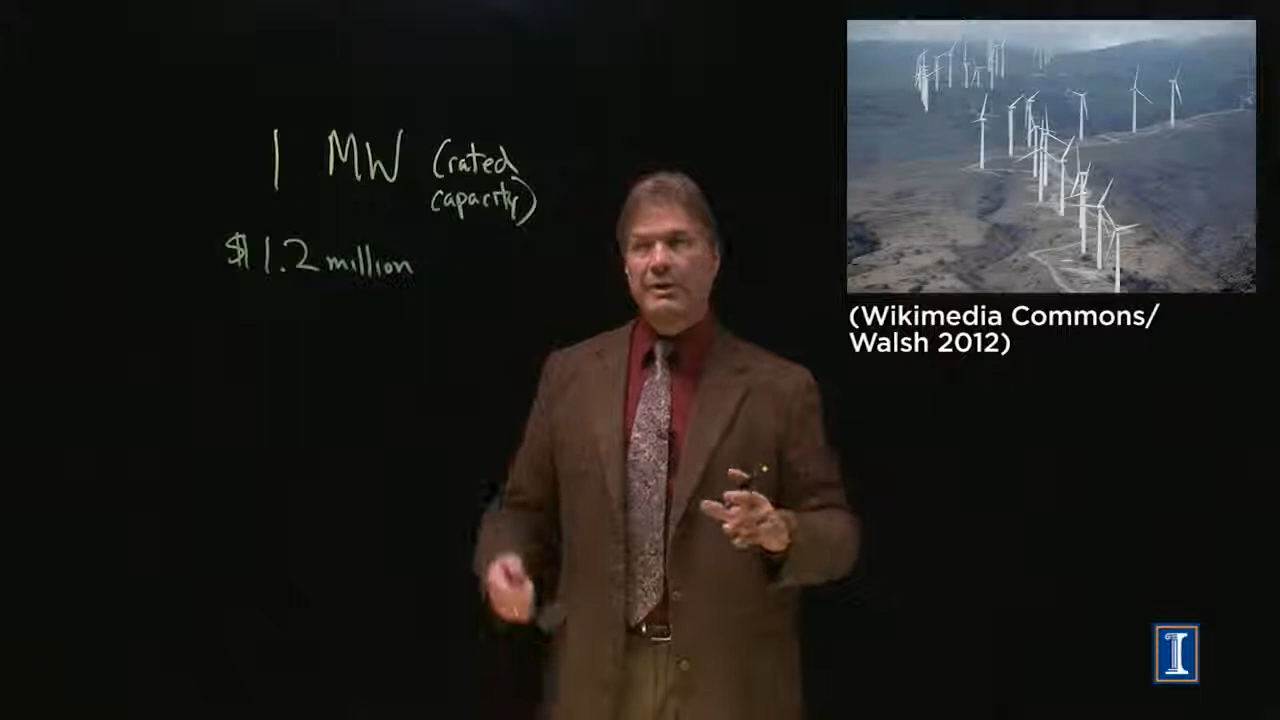 1 MW (rated
capacity)
$1.2 million
(Wikimedia Commons/
Walsh 2012)
I